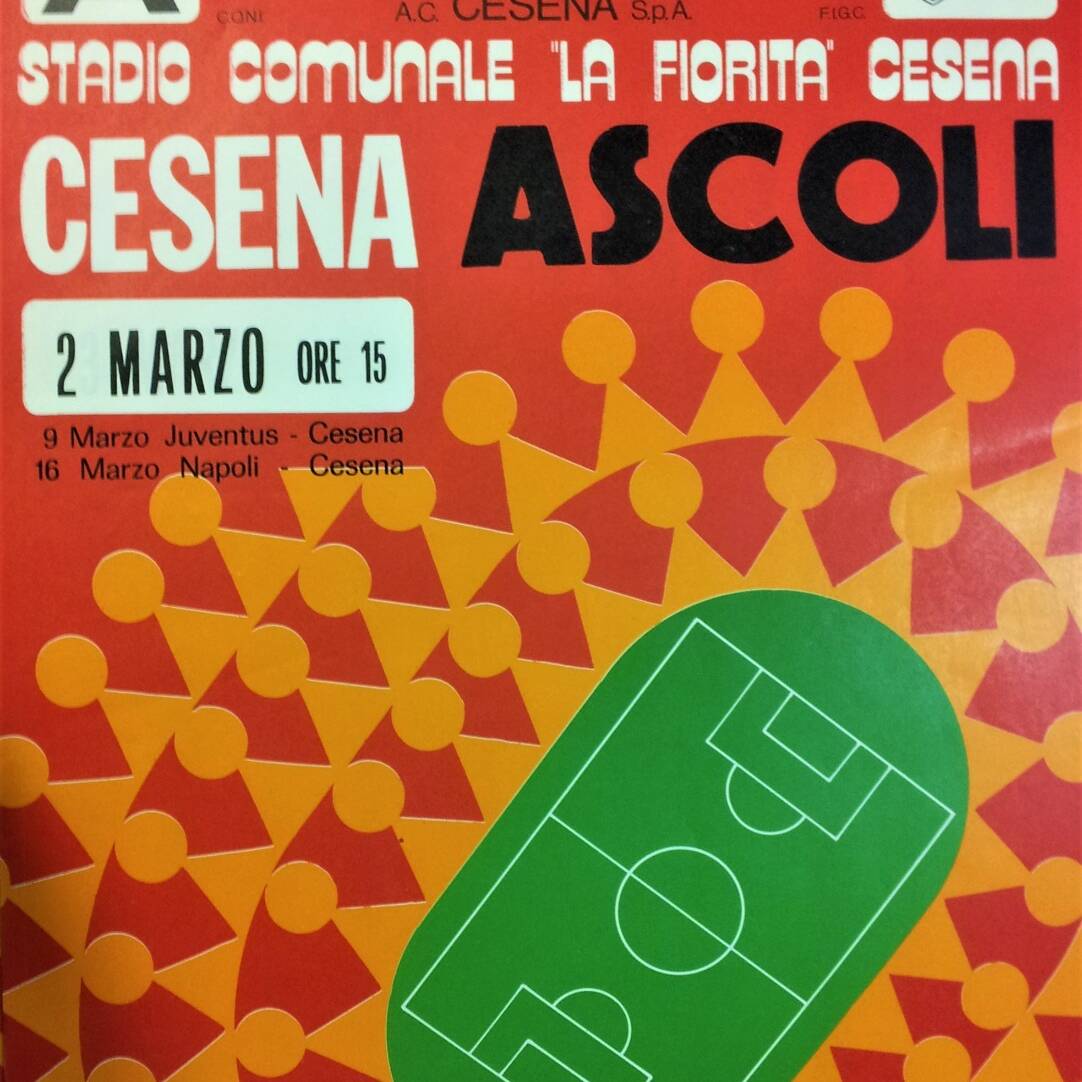 A
C.O.N.I. A.C. CESENA S.p.A. F.I.G.C.
STADIO COMUNALE "LA FIORITA" CESENA
CESENA ASCOLI
2 MARZO ORE 15
9 Marzo Juventus - Cesena
16 Marzo Napoli - Cesena